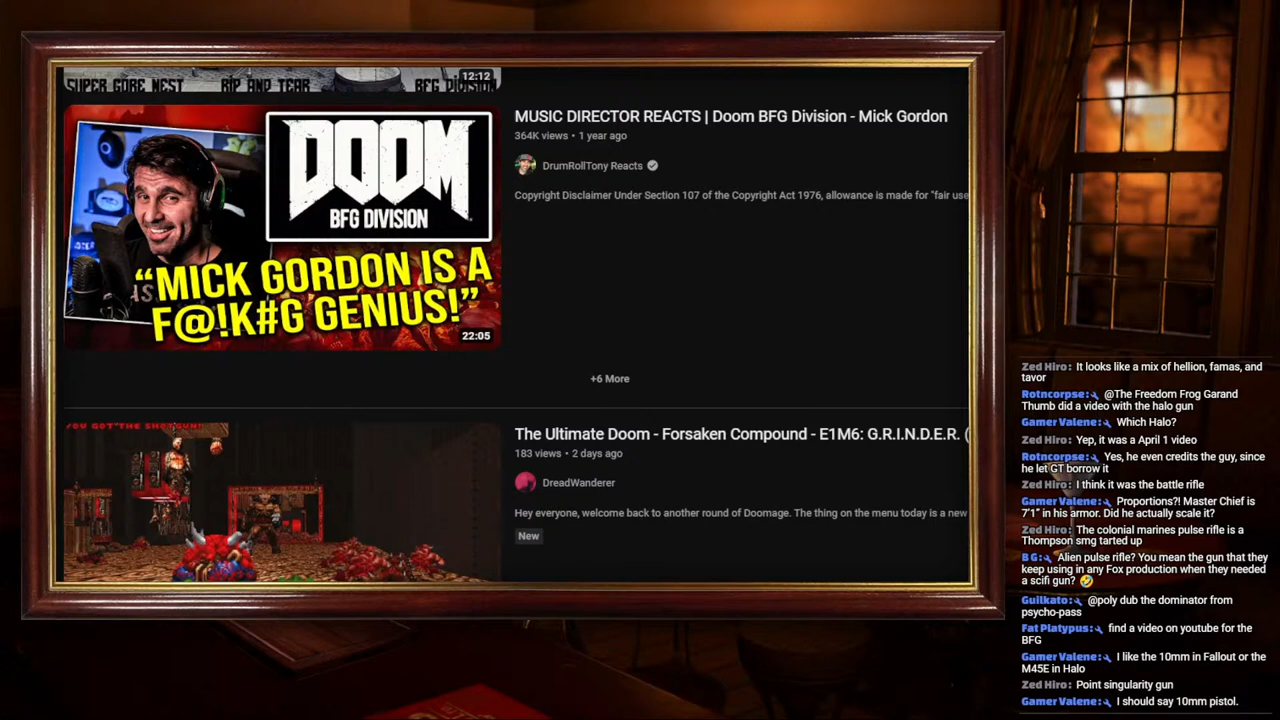 SUPER GORE NEST RIP AND TEAR BFG DIVISION
12:12
DOOM
BFG DIVISION
"MICK GORDON IS A
F@!K#G GENIUS!"
22:05
MUSIC DIRECTOR REACTS | Doom BFG Division - Mick Gordon
364K views • 1 year ago
DrumRollTony Reacts
Copyright Disclaimer Under Section 107 of the Copyright Act 1976, allowance is made for "fair use
+6 More
YOU GOT THE SHOTGUN!
The Ultimate Doom - Forsaken Compound - E1M6: G.R.I.N.D.E.R. (
183 views • 2 days ago
DreadWanderer
Hey everyone, welcome back to another round of Doomage. The thing on the menu today is a new
New
Zed Hiro: It looks like a mix of hellion, famas, and
tavor
Rotncorpse: @The Freedom Frog Garand
Thumb did a video with the halo gun
Gamer Valene: Which Halo?
Zed Hiro: Yep, it was a April 1 video
Rotncorpse: Yes, he even credits the guy, since
he let GT borrow it
Zed Hiro: I think it was the battle rifle
Gamer Valene: Proportions?! Master Chief is
7'1" in his armor. Did he actually scale it?
Zed Hiro: The colonial marines pulse rifle is a
Thompson smg tarted up
B G: Alien pulse rifle? You mean the gun that they
keep using in any Fox production when they needed
a scifi gun? 🤣
Guilkato: @poly dub the dominator from
psycho-pass
Fat Platypus: find a video on youtube for the
BFG
Gamer Valene: I like the 10mm in Fallout or the
M45E in Halo
Zed Hiro: Point singularity gun
Gamer Valene: I should say 10mm pistol.